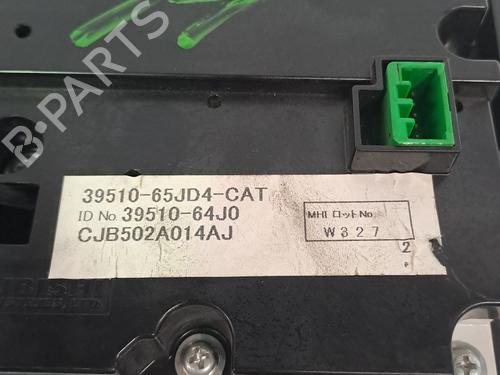 39510-65JD4-CAT
ID No. 39510-64J0
CJB502A014AJ
MHI ロットNo.
W327
2
B-PARTS